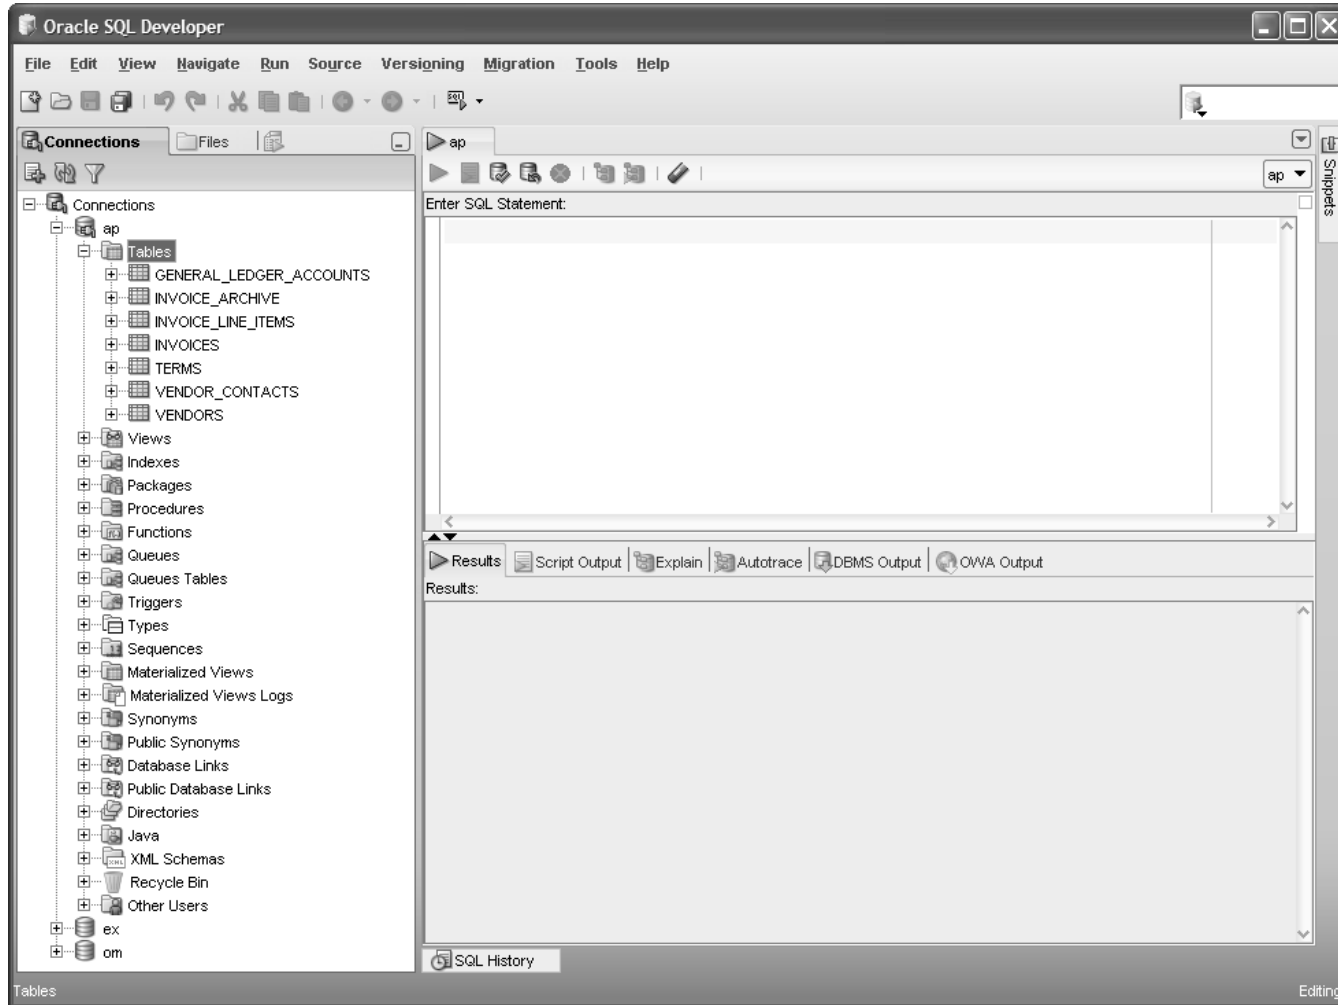 Oracle SQL Developer
File Edit View Navigate Run Source Versioning Migration Tools Help
Connections Files
ap
ap
Snippets
Connections
Enter SQL Statement:
ap
Tables
GENERAL_LEDGER_ACCOUNTS
INVOICE_ARCHIVE
INVOICE_LINE_ITEMS
INVOICES
TERMS
VENDOR_CONTACTS
VENDORS
Views
Indexes
Packages
Procedures
Functions
Queues
Queues Tables
Triggers
Types
Sequences
Materialized Views
Materialized Views Logs
Synonyms
Public Synonyms
Database Links
Public Database Links
Directories
Java
XML Schemas
Recycle Bin
Other Users
ex
om
Results Script Output Explain Autotrace DBMS Output OWA Output
Results:
SQL History
Tables
Editing